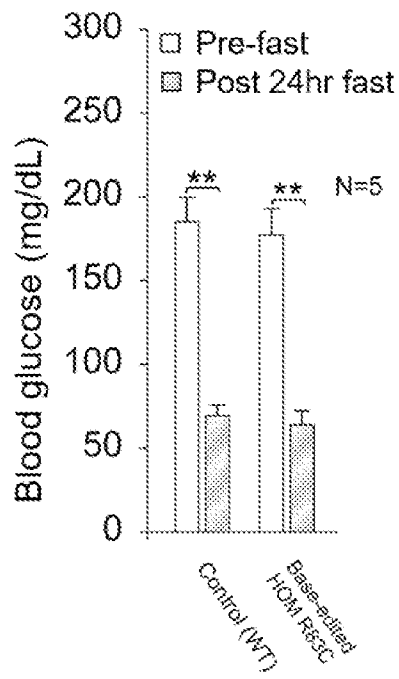 300
250
200
150
100
50
0
Blood glucose (mg/dL)
Pre-fast
Post 24hr fast
**
**
N=5
Control (WT)
Base-edited
HOM R83C